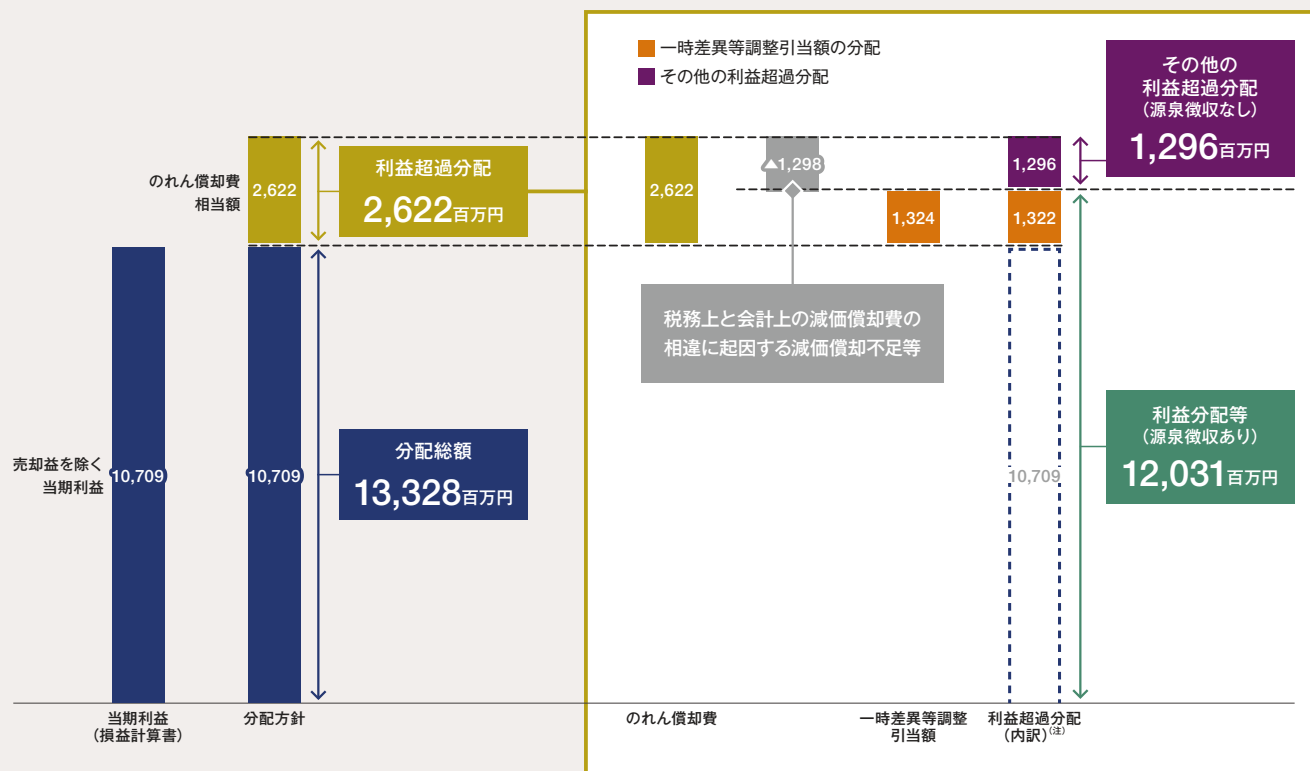 一時差異等調整引当額の分配
その他の利益超過分配
その他の
利益超過分配
（源泉徴収なし）
1,296百万円
のれん償却費
相当額
2,622
利益超過分配
2,622百万円
2,622
▲1,298
1,324
1,296
1,322
税務上と会計上の減価償却費の
相違に起因する減価償却不足等
売却益を除く
当期利益
10,709
10,709
分配総額
13,328百万円
10,709
利益分配等
（源泉徴収あり）
12,031百万円
当期利益
（損益計算書）
分配方針
のれん償却費
一時差異等調整
引当額
利益超過分配
（内訳）(注)